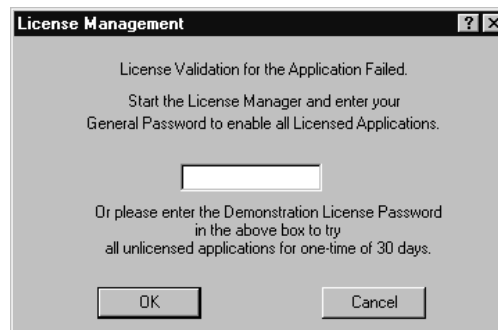 License Management
License Validation for the Application Failed.
Start the License Manager and enter your
General Password to enable all Licensed Applications.
Or please enter the Demonstration License Password
in the above box to try
all unlicensed applications for one-time of 30 days.
OK Cancel